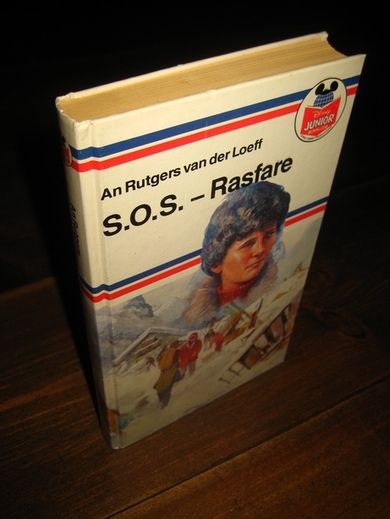 An Rutgers van der Loeff
S.O.S. – Rasfare
JUNIOR